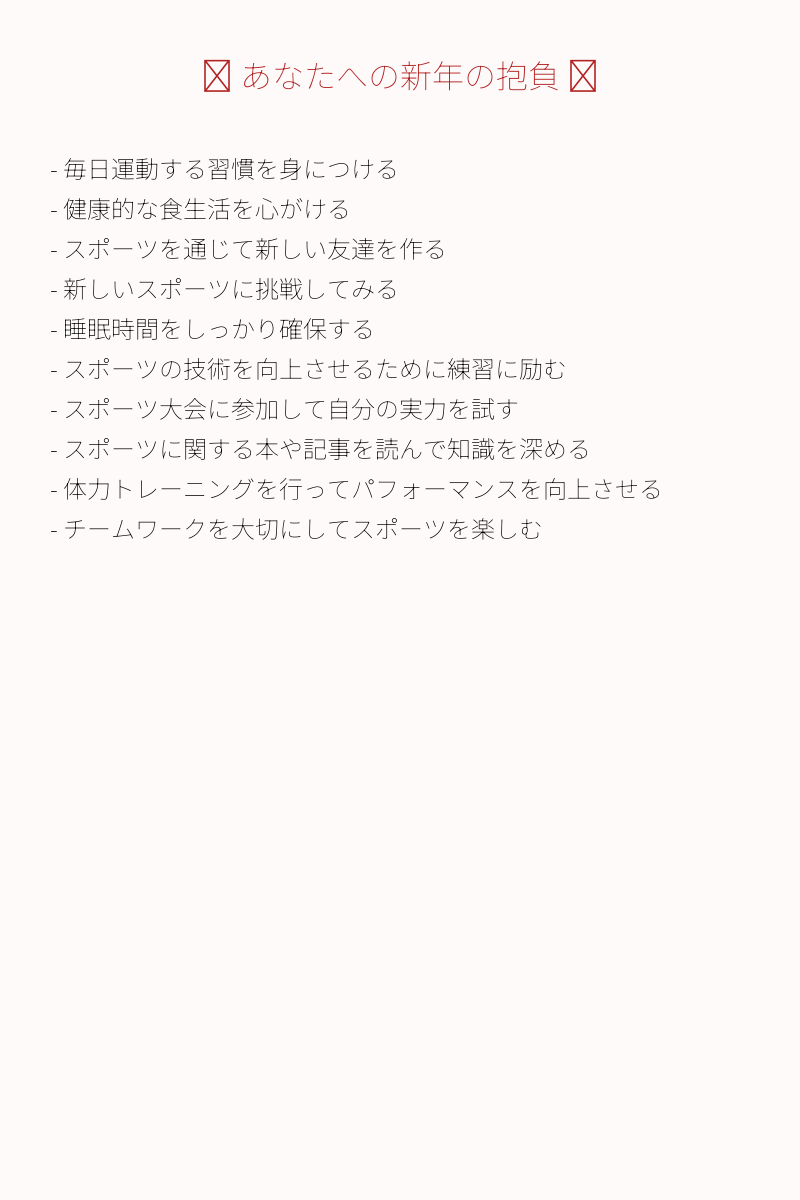 あなたへの新年の抱負
- 毎日運動する習慣を身につける
- 健康的な食生活を心がける
- スポーツを通じて新しい友達を作る
- 新しいスポーツに挑戦してみる
- 睡眠時間をしっかり確保する
- スポーツの技術を向上させるために練習に励む
- スポーツ大会に参加して自分の実力を試す
- スポーツに関する本や記事を読んで知識を深める
- 体力トレーニングを行ってパフォーマンスを向上させる
- チームワークを大切にしてスポーツを楽しむ